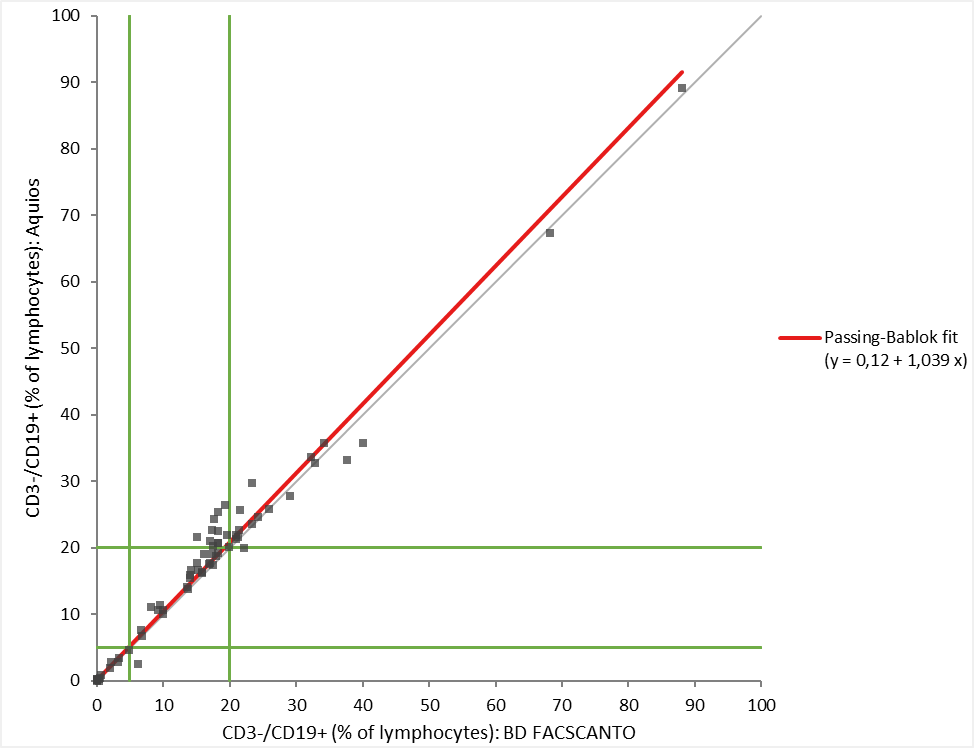 100
90
80
70
60
50
40
30
20
10
0
CD3-/CD19+ (% of lymphocytes): Aquios
0 10 20 30 40 50 60 70 80 90 100
CD3-/CD19+ (% of lymphocytes): BD FACSCANTO
Passing-Bablok fit
(y = 0,12 + 1,039 x)